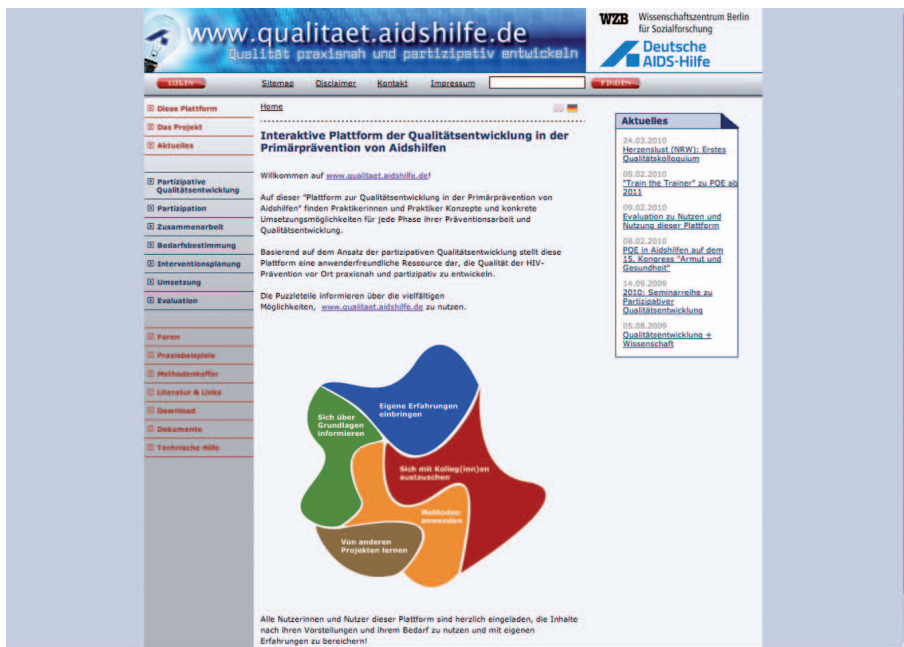 www.qualitaet.aidshilfe.de
Qualität praxisnah und partizipativ entwickeln
WZB Wissenschaftszentrum Berlin
für Sozialforschung
Deutsche
AIDS-Hilfe
LOGIN
Sitemap Disclaimer Kontakt Impressum
FINDEN
Diese Plattform
Das Projekt
Aktuelles
Partizipative
Qualitätsentwicklung
Partizipation
Zusammenarbeit
Bedarfsbestimmung
Interventionsplanung
Umsetzung
Evaluation
Foren
Praxisbeispiele
Methodenkoffer
Literatur & Links
Download
Dokumente
Technische Hilfe
Home
Interaktive Plattform der Qualitätsentwicklung in der
Primärprävention von Aidshilfen
Willkommen auf www.qualitaet.aidshilfe.de!
Auf dieser "Plattform zur Qualitätsentwicklung in der Primärprävention von
Aidshilfen" finden Praktikerinnen und Praktiker Konzepte und konkrete
Umsetzungsmöglichkeiten für jede Phase ihrer Präventionsarbeit und
Qualitätsentwicklung.
Basierend auf dem Ansatz der partizipativen Qualitätsentwicklung stellt diese
Plattform eine anwenderfreundliche Ressource dar, die Qualität der HIV-
Prävention vor Ort praxisnah und partizipativ zu entwickeln.
Die Puzzleteile informieren über die vielfältigen
Möglichkeiten, www.qualitaet.aidshilfe.de zu nutzen.
Eigene Erfahrungen
einbringen
Sich über
Grundlagen
informieren
Sich mit Kolleg(inn)en
austauschen
Methoden
anwenden
Von anderen
Projekten lernen
Alle Nutzerinnen und Nutzer dieser Plattform sind herzlich eingeladen, die Inhalte
nach ihren Vorstellungen und ihrem Bedarf zu nutzen und mit eigenen
Erfahrungen zu bereichern!
Aktuelles
24.03.2010
Herzenslust (NRW): Erstes
Qualitätskolloquium
09.02.2010
"Train the Trainer" zu PQE ab
2011
09.02.2010
Evaluation zu Nutzen und
Nutzung dieser Plattform
08.02.2010
PQE in Aidshilfen auf dem
15. Kongress "Armut und
Gesundheit"
14.09.2009
2010: Seminarreihe zu
Partizipativer
Qualitätsentwicklung
05.08.2009
Qualitätsentwicklung +
Wissenschaft